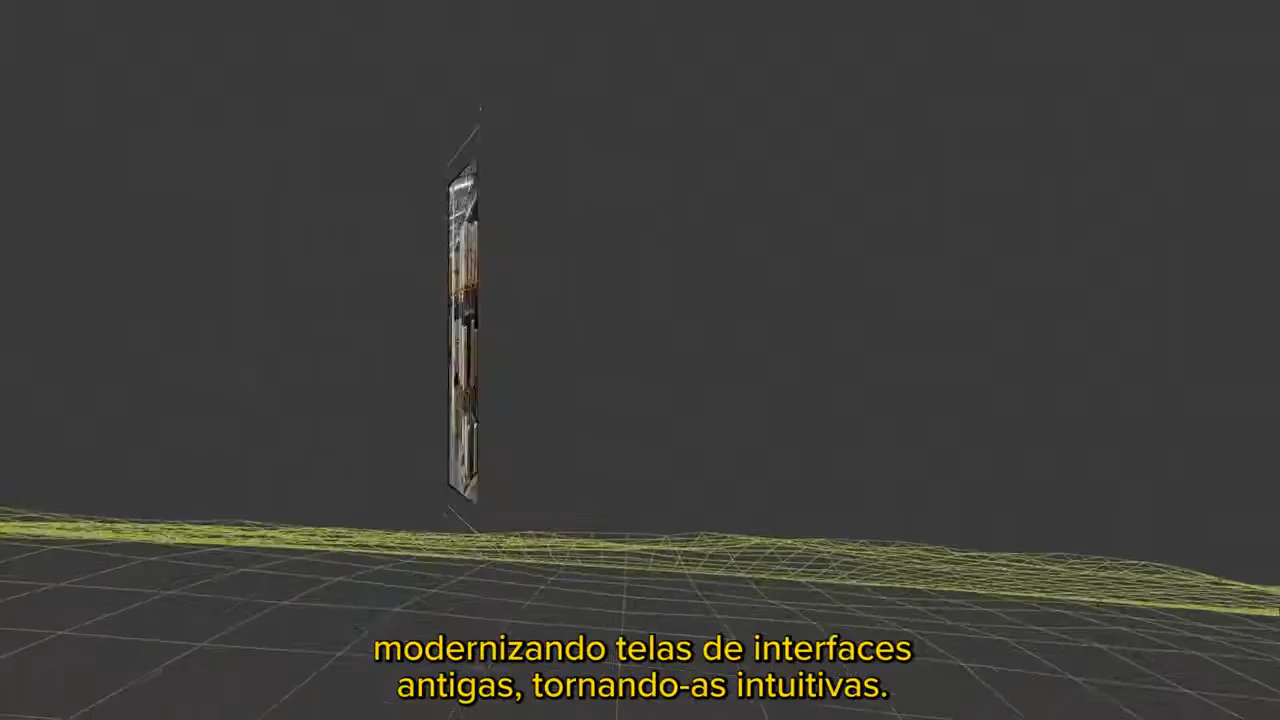 modernizando telas de interfaces
antigas, tornando-as intuitivas.